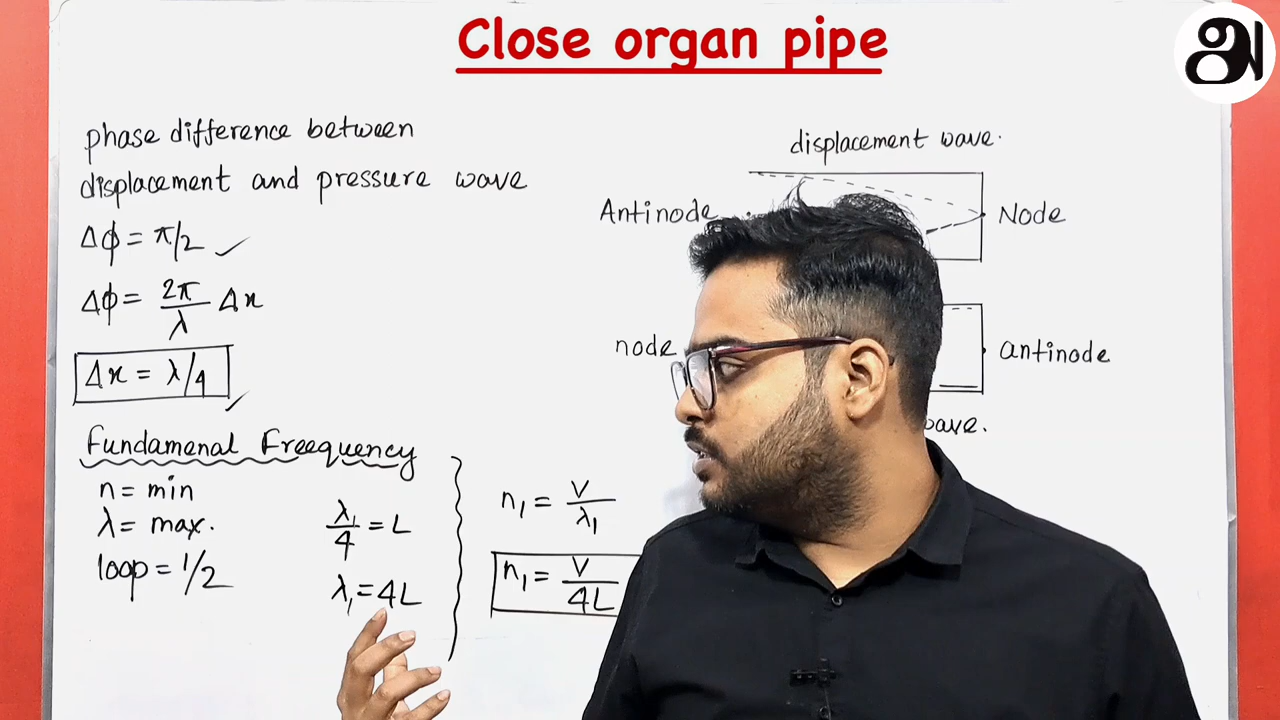 Close organ pipe
phase difference between
displacement and pressure wave
Δφ = π/2
Δφ = 2π/λ Δx
Δx = λ/4
Fundamenal Freequency
n = min
λ = max.
loop = 1/2
λ₁/4 = L
λ₁ = 4L
n₁ = V/λ₁
n₁ = V/4L
displacement wave.
Antinode
Node
node
antinode